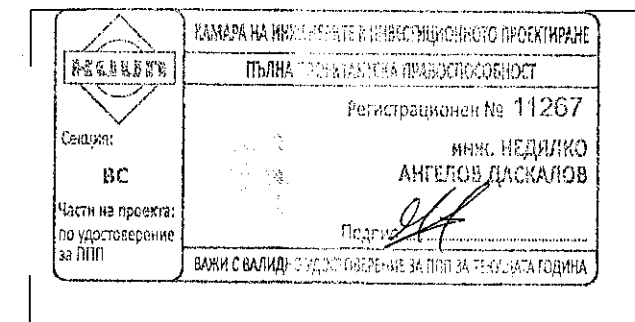 КАМАРА НА ИНЖЕНЕРИТЕ В ИНВЕСТИЦИОННОТО ПРОЕКТИРАНЕ
ПЪЛНА ПРОЕКТАНТСКА ПРАВОСПОСОБНОСТ
Регистрационен № 11267
инж. НЕДЯЛКО
АНГЕЛОВ ДАСКАЛОВ
Подпис
ВАЖИ С ВАЛИДНО УДОСТОВЕРЕНИЕ ЗА ППП ЗА ТЕКУЩАТА ГОДИНА
Секция:
ВС
Части на проекта:
по удостоверение
за ППП